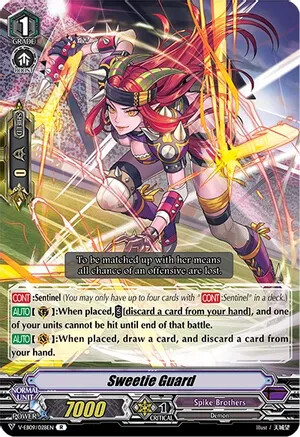 1
GRADE
BOOST
SHIELD
0
To be matched up with her means
all chance of an offensive are lost.
CONT:Sentinel (You may only have up to four cards with "
CONT:Sentinel" in a deck.)
AUTO[ ]:When placed, [discard a card from your hand], and one
of your units cannot be hit until end of that battle.
AUTO[ ]:When placed, draw a card, and discard a card from
your hand.
Sweetie Guard
NORMAL
UNIT
POWER
7000
1
CRITICAL
Spike Brothers
Demon
V-EB09/028EN R
Illust /